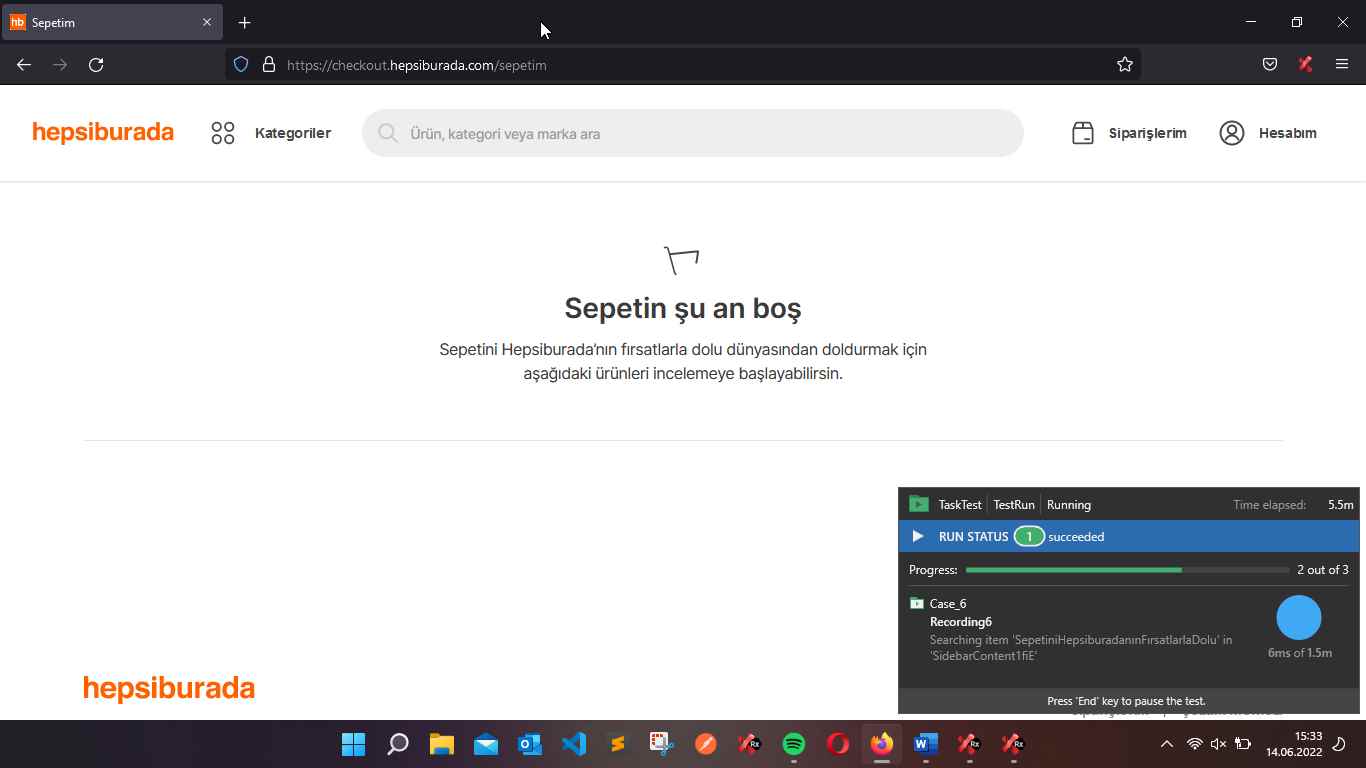 Sepetim
https://checkout.hepsiburada.com/sepetim
hepsiburada
Kategoriler
Ürün, kategori veya marka ara
Siparişlerim
Hesabım
Sepetin şu an boş
Sepetini Hepsiburada'nın fırsatlarla dolu dünyasından doldurmak için
aşağıdaki ürünleri incelemeye başlayabilirsin.
TaskTest TestRun Running Time elapsed: 5.5m
RUN STATUS 1 succeeded
Progress: 2 out of 3
Case_6
Recording6
Searching item 'SepetiniHepsiburadanınFırsatlarlaDolu' in
'SidebarContent1fiE'
6ms of 1.5m
Press 'End' key to pause the test.
hepsiburada
15:33
14.06.2022